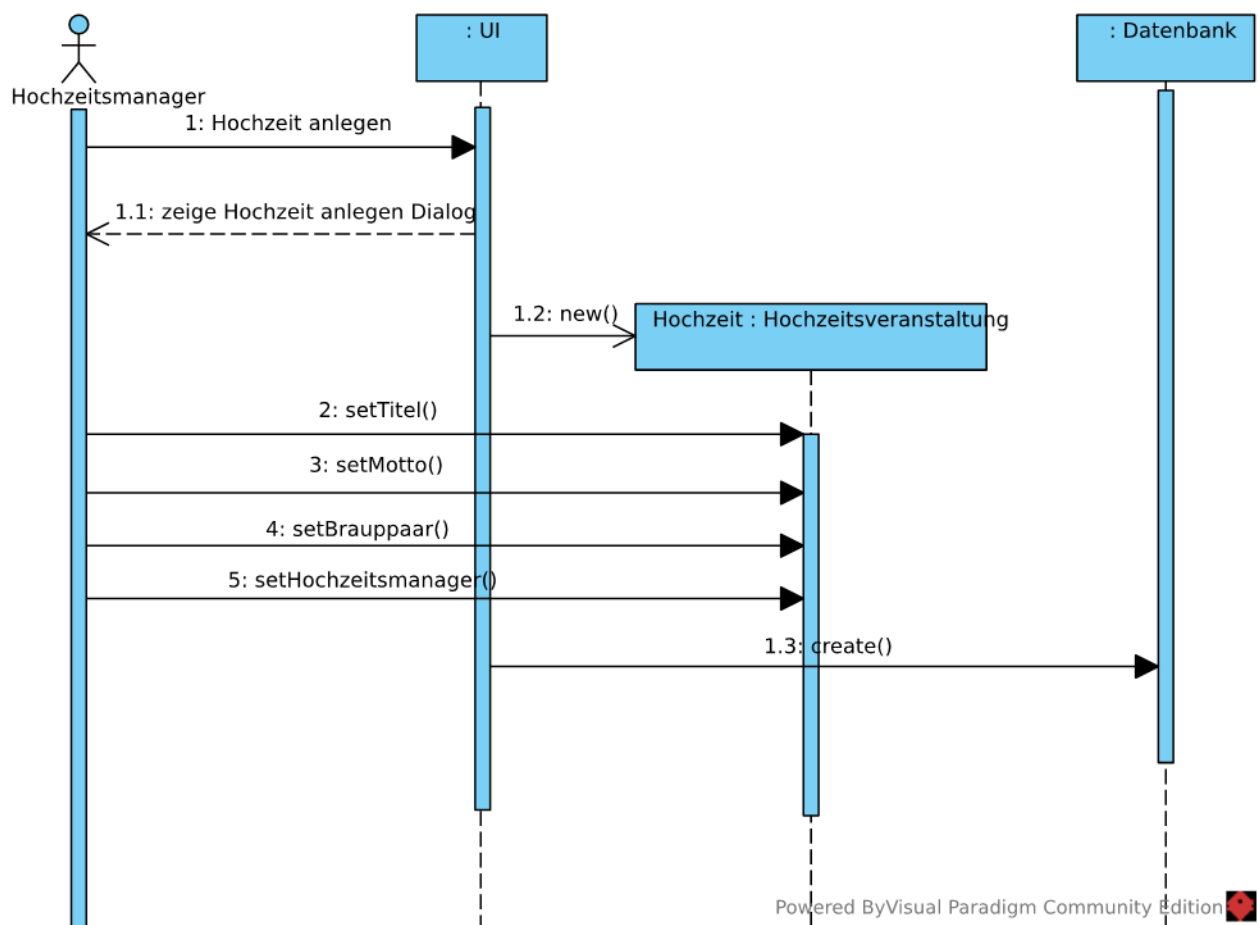 : UI
: Datenbank
Hochzeitsmanager
1: Hochzeit anlegen
1.1: zeige Hochzeit anlegen Dialog
1.2: new()
Hochzeit : Hochzeitsveranstaltung
2: setTitel()
3: setMotto()
4: setBrauppaar()
5: setHochzeitsmanager()
1.3: create()
Powered ByVisual Paradigm Community Edition